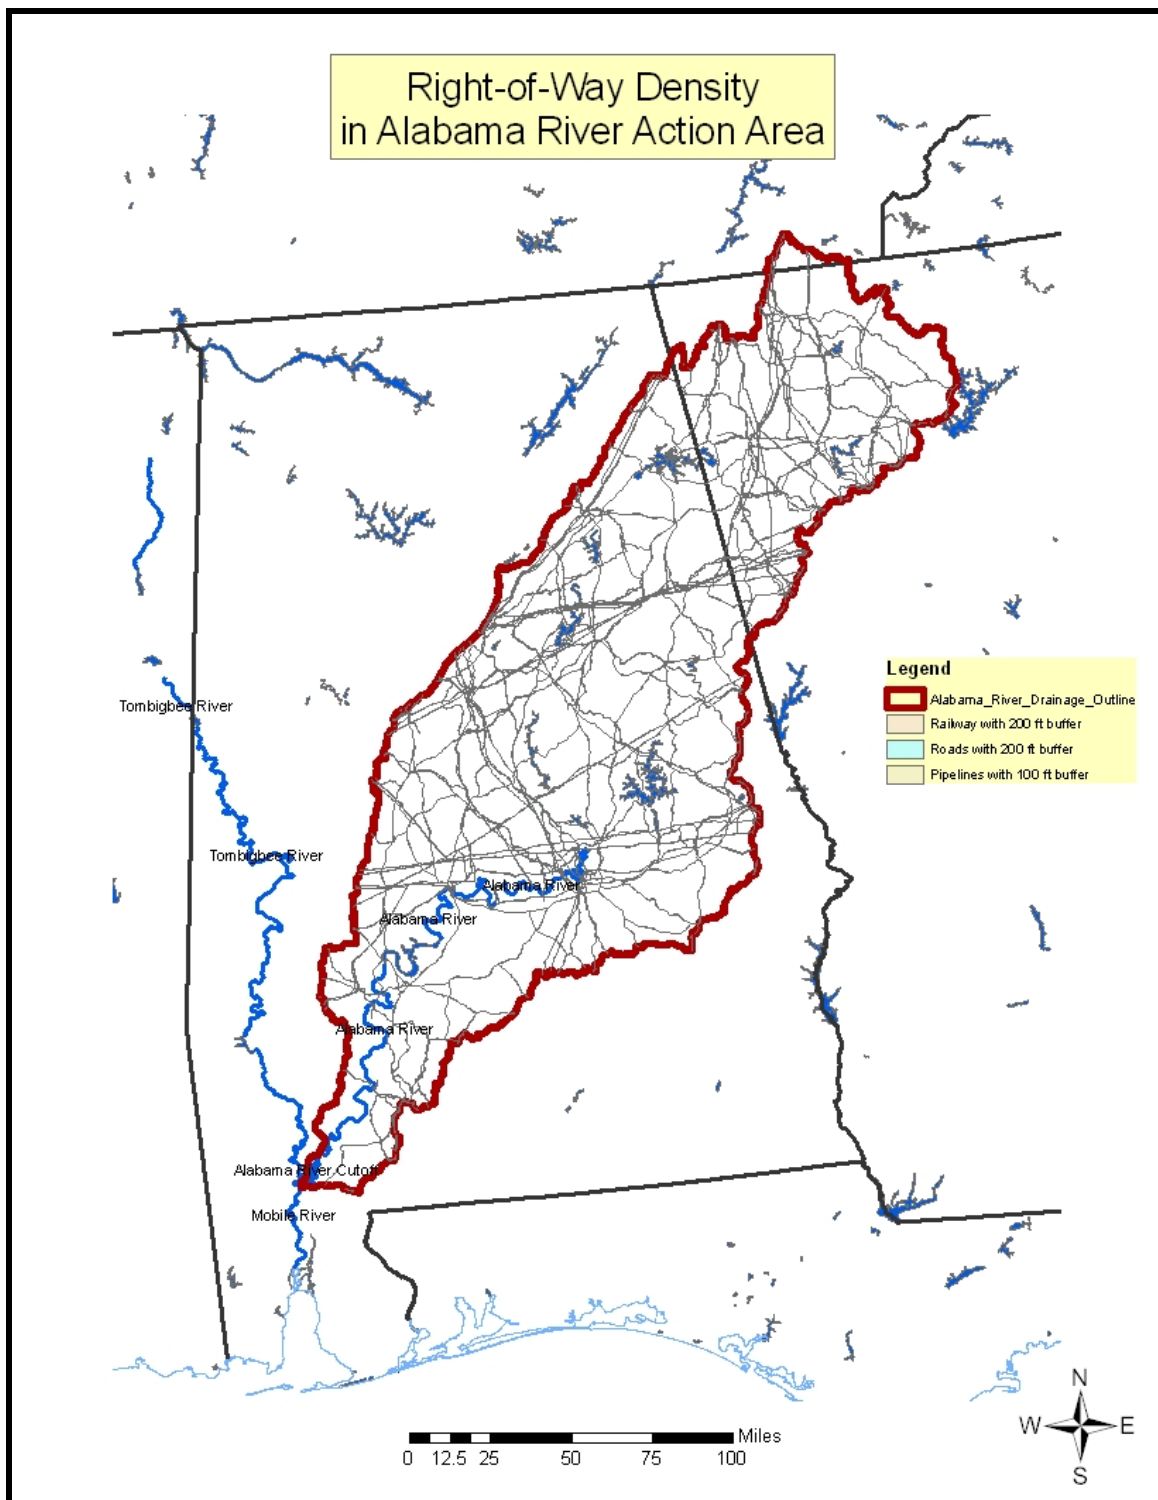 Right-of-Way Density
in Alabama River Action Area
Legend
Alabama_River_Drainage_Outline
Railway with 200 ft buffer
Roads with 200 ft buffer
Pipelines with 100 ft buffer
Tombigbee River
Tombigbee River
Alabama River
Alabama River
Alabama River
Alabama River Cutoff
Mobile River
N
W E
S
Miles
0 12.5 25 50 75 100